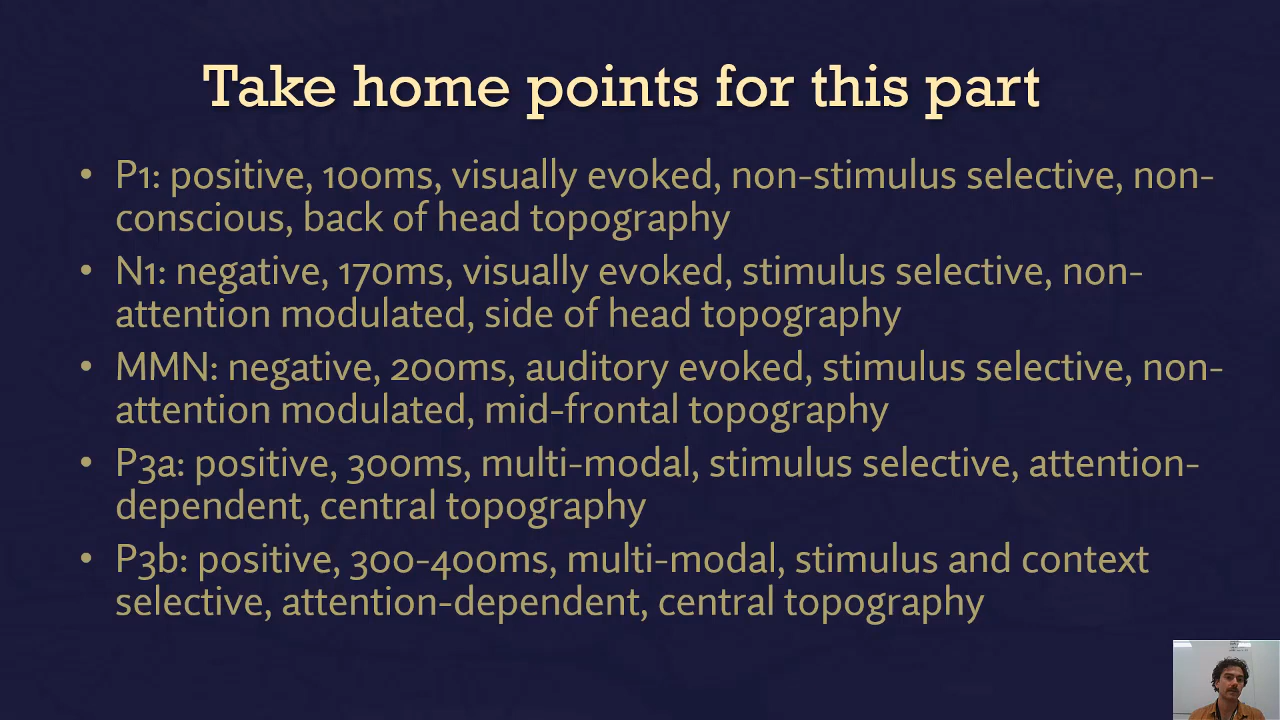 Take home points for this part
• P1: positive, 100ms, visually evoked, non-stimulus selective, non-
conscious, back of head topography
• N1: negative, 170ms, visually evoked, stimulus selective, non-
attention modulated, side of head topography
• MMN: negative, 200ms, auditory evoked, stimulus selective, non-
attention modulated, mid-frontal topography
• P3a: positive, 300ms, multi-modal, stimulus selective, attention-
dependent, central topography
• P3b: positive, 300-400ms, multi-modal, stimulus and context
selective, attention-dependent, central topography